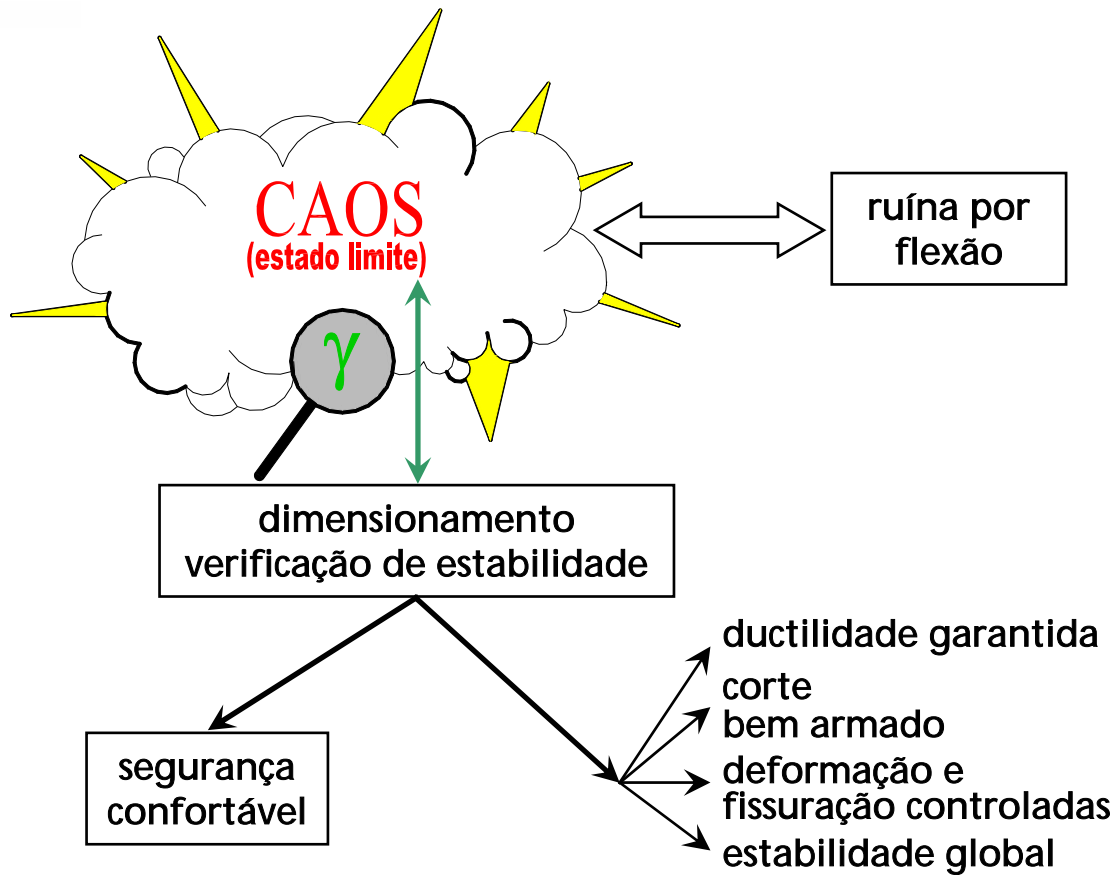 CAOS
(estado limite)
ruína por
flexão
γ
dimensionamento
verificação de estabilidade
segurança
confortável
ductilidade garantida
corte
bem armado
deformação e
fissuração controladas
estabilidade global